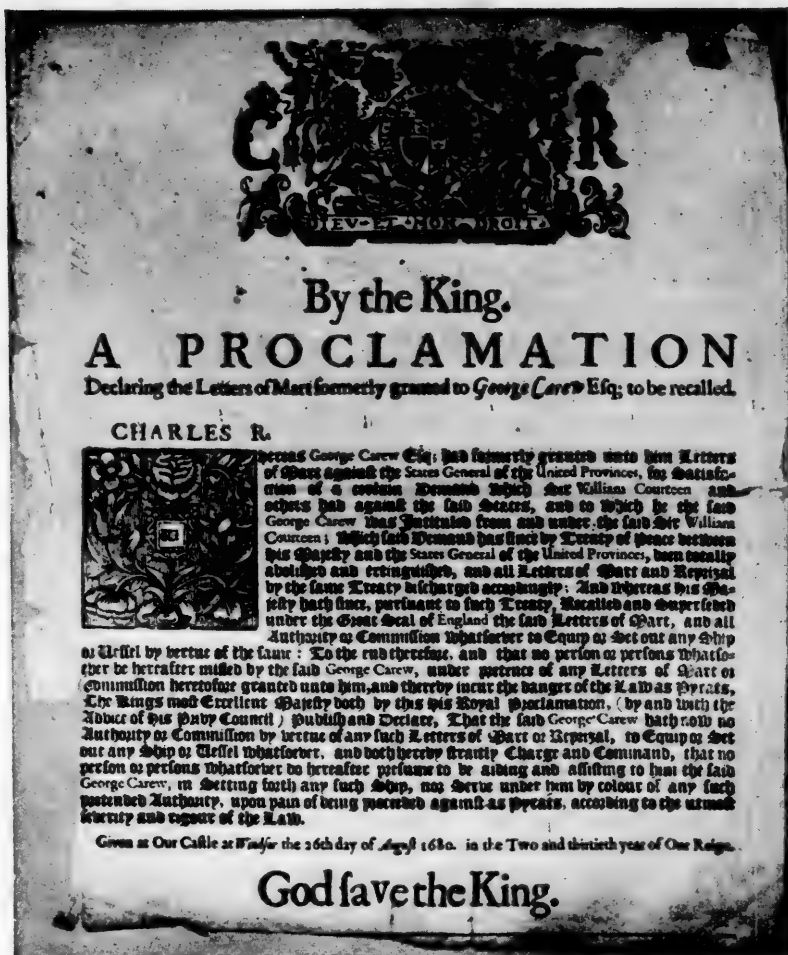 C R
DIEV·ET·MON·DROIT·
By the King.
A PROCLAMATION
Declaring the Letters of Mart formerly granted to George Carew Esq; to be recalled.
CHARLES R.
Whereas George Carew Esq; had formerly granted unto him Letters
of Mart against the States General of the United Provinces, for Satisfa-
ction of a certain Demand which Sir William Courteen and
others had against the said States, and to which he the said
George Carew was Intituled from and under the said Sir William
Courteen; Which said Demand has since by Treaty of Peace between
His Majesty and the States General of the United Provinces, been totally
abolished and extinguished, and all Letters of Mart and Reprizal
by the same Treaty discharged accordingly: And whereas His Ma-
jesty hath since, pursuant to such Treaty, Recalled and Superseded
under the Great Seal of England the said Letters of Mart, and all
Authority or Commission whatsoever to Equip or Set out any Ship
or Vessel by vertue of the same: To the end therefore, and that no person or persons whatso-
ever be hereafter misled by the said George Carew, under pretence of any Letters of Mart or
Commission heretofore granted unto him, and thereby incur the danger of the Law as Pyrats,
The Kings most Excellent Majesty doth by this His Royal Proclamation, (by and with the
Advice of His Privy Council) Publish and Declare, That the said George Carew hath now no
Authority or Commission by vertue of any such Letters of Mart or Reprizal, to Equip or Set
out any Ship or Vessel whatsoever, and doth hereby straitly Charge and Command, that no
person or persons whatsoever do hereafter presume to be aiding and assisting to him the said
George Carew, in Setting forth any such Ship, nor Serve under him by colour of any such
pretended Authority, upon pain of being proceeded against as Pyrats, according to the utmost
severity and rigour of the Law.
Given at Our Castle at Windsor the 26th day of August 1680. in the Two and thirtieth year of Our Reign.
God save the King.